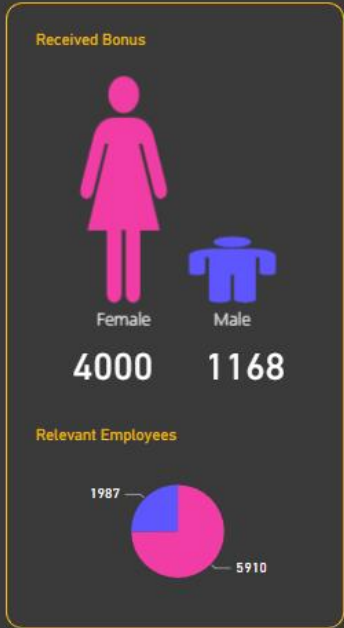 Received Bonus
Female Male
4000 1168
Relevant Employees
1987
5910